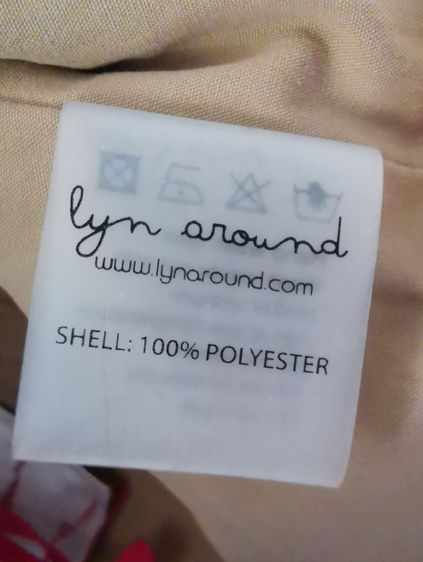 lyn around
www.lynaround.com
SHELL: 100% POLYESTER